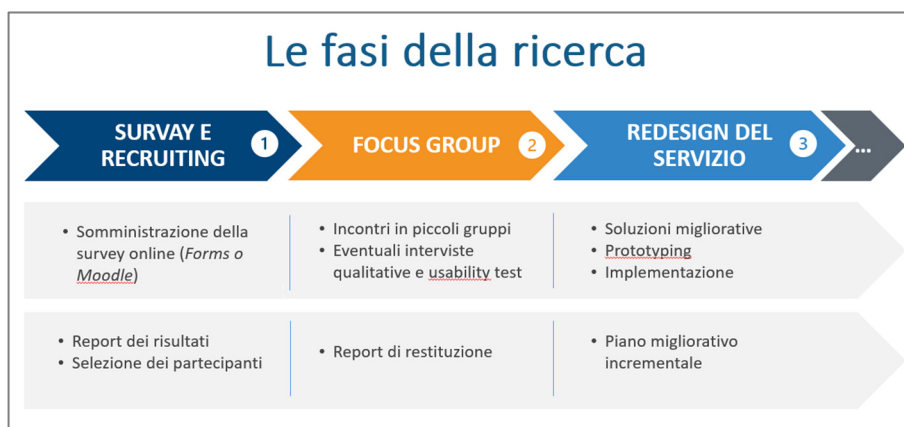 Le fasi della ricerca
SURVAY E
RECRUITING
1
FOCUS GROUP
2
REDESIGN DEL
SERVIZIO
3
...
• Somministrazione della
survey online (Forms o
Moodle)
• Incontri in piccoli gruppi
• Eventuali interviste
qualitative e usability test
• Soluzioni migliorative
• Prototyping
• Implementazione
• Report dei risultati
• Selezione dei partecipanti
• Report di restituzione
• Piano migliorativo
incrementale